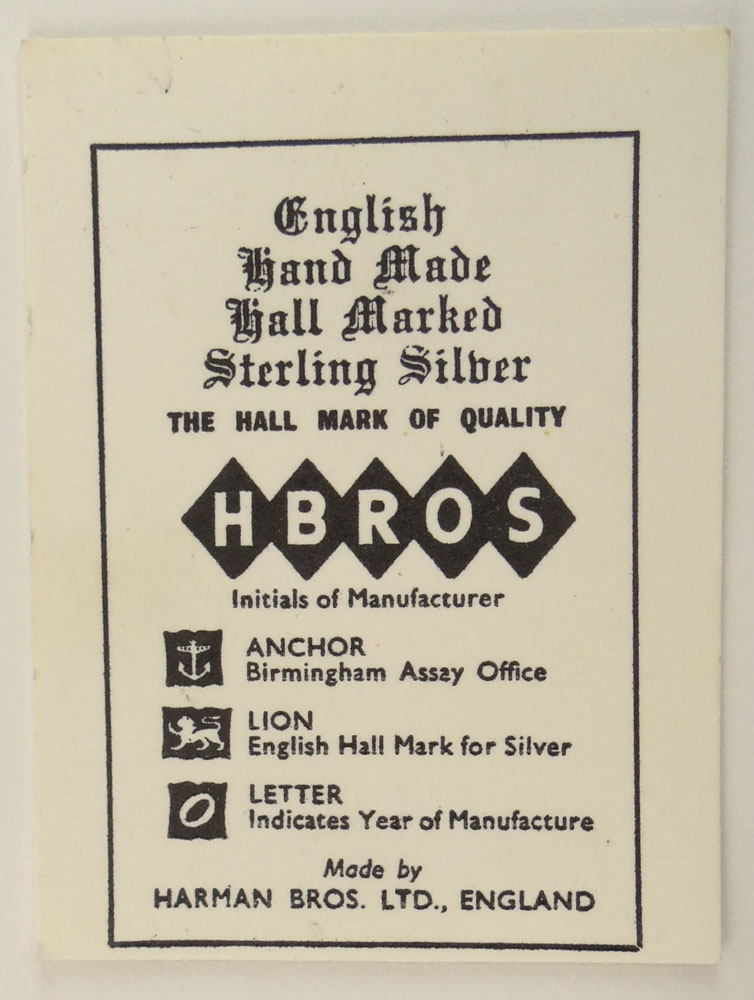 English
Hand Made
Hall Marked
Sterling Silver
THE HALL MARK OF QUALITY
HBROS
Initials of Manufacturer
ANCHOR
Birmingham Assay Office
LION
English Hall Mark for Silver
O
LETTER
Indicates Year of Manufacture
Made by
HARMAN BROS. LTD., ENGLAND